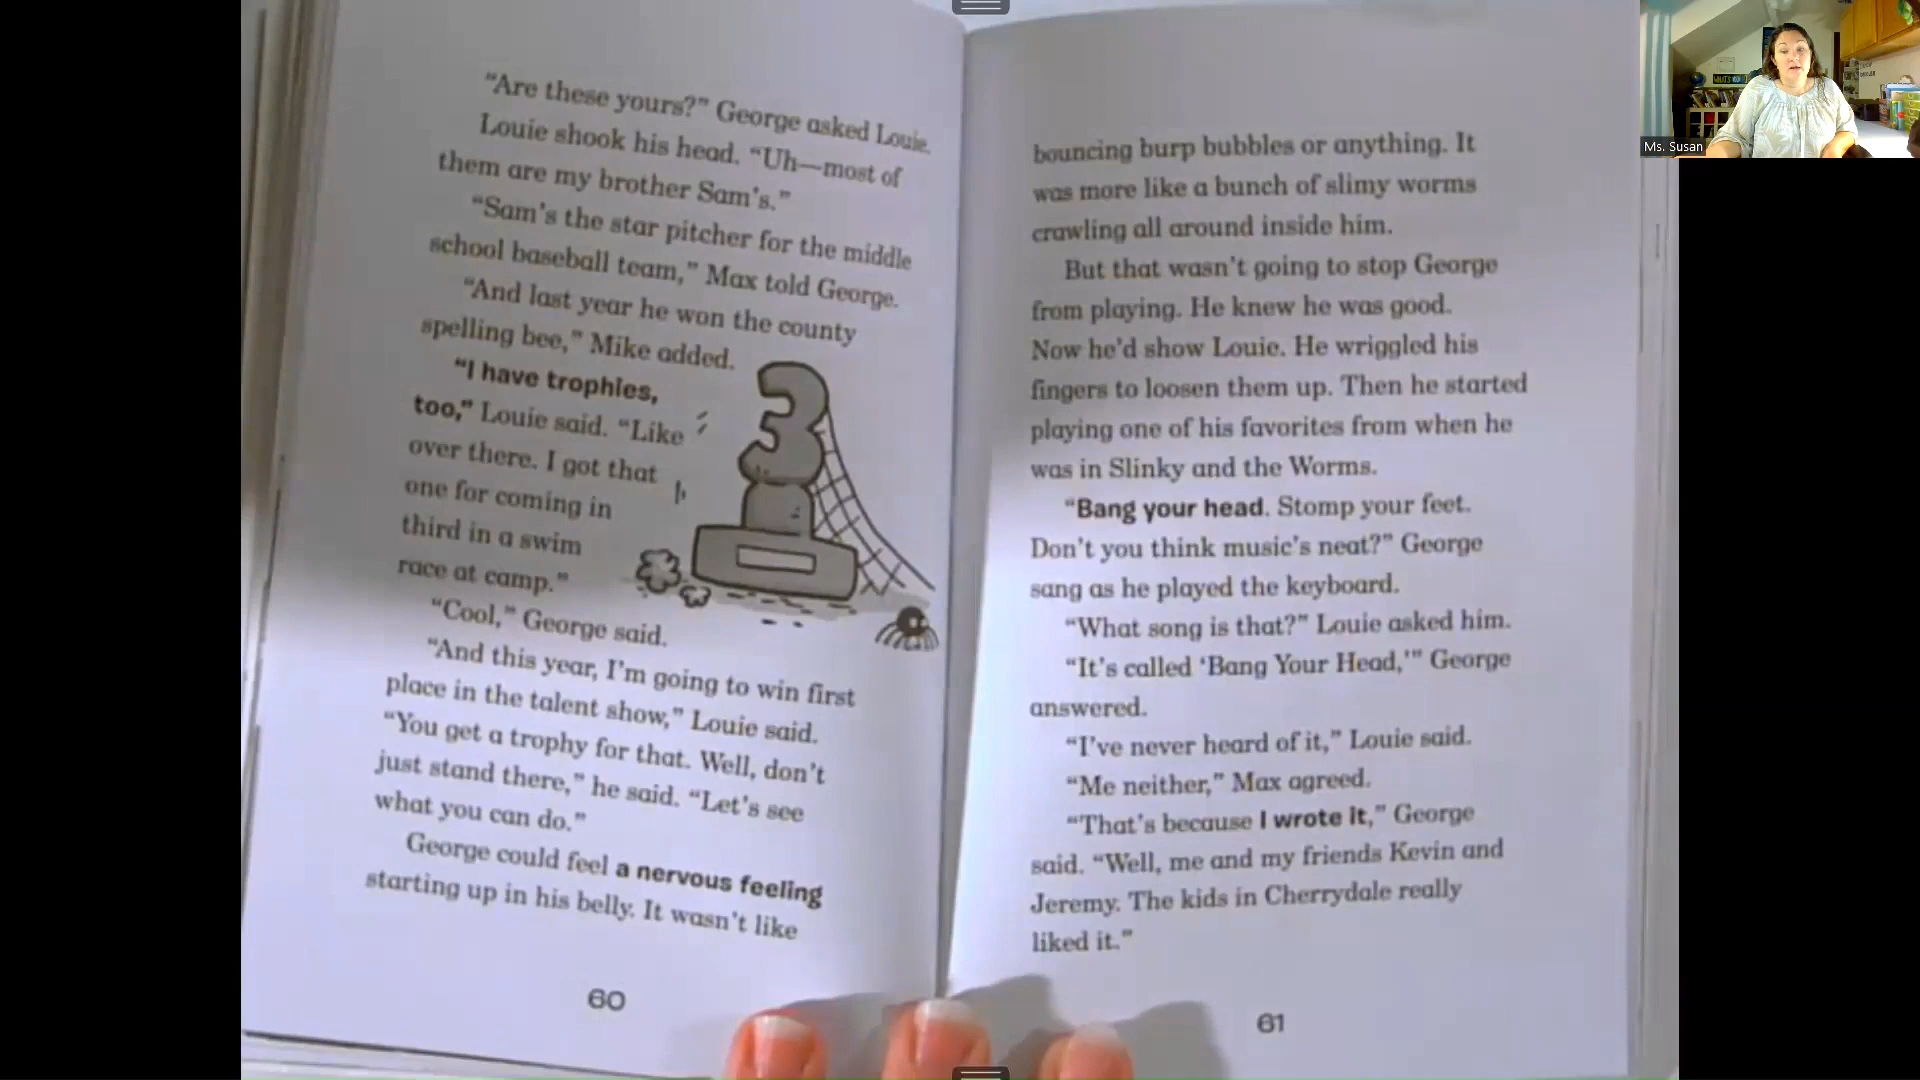 “Are these yours?” George asked Louie.
Louie shook his head. “Uh—most of
them are my brother Sam’s.”
“Sam’s the star pitcher for the middle
school baseball team,” Max told George.
“And last year he won the county
spelling bee,” Mike added.
“I have trophies,
too,” Louie said. “Like
over there. I got that
one for coming in
third in a swim
race at camp.”
“Cool,” George said.
“And this year, I’m going to win first
place in the talent show,” Louie said.
“You get a trophy for that. Well, don’t
just stand there,” he said. “Let’s see
what you can do.”
George could feel a nervous feeling
starting up in his belly. It wasn’t like
60
bouncing burp bubbles or anything. It
was more like a bunch of slimy worms
crawling all around inside him.
But that wasn’t going to stop George
from playing. He knew he was good.
Now he’d show Louie. He wriggled his
fingers to loosen them up. Then he started
playing one of his favorites from when he
was in Slinky and the Worms.
“Bang your head. Stomp your feet.
Don’t you think music’s neat?” George
sang as he played the keyboard.
“What song is that?” Louie asked him.
“It’s called ‘Bang Your Head,’” George
answered.
“I’ve never heard of it,” Louie said.
“Me neither,” Max agreed.
“That’s because I wrote it,” George
said. “Well, me and my friends Kevin and
Jeremy. The kids in Cherrydale really
liked it.”
61
Ms. Susan